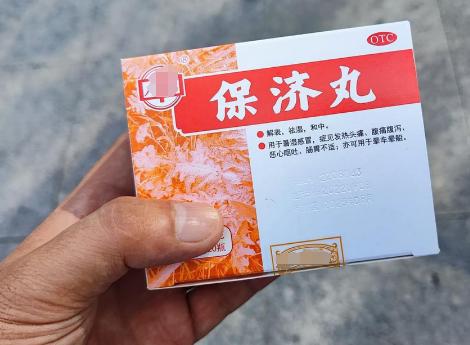 ®
OTC
保济丸
● 解表，祛湿，和中。
● 用于暑湿感冒，症见发热头痛、腹痛腹泻、
恶心呕吐、肠胃不适；亦可用于晕车晕船。